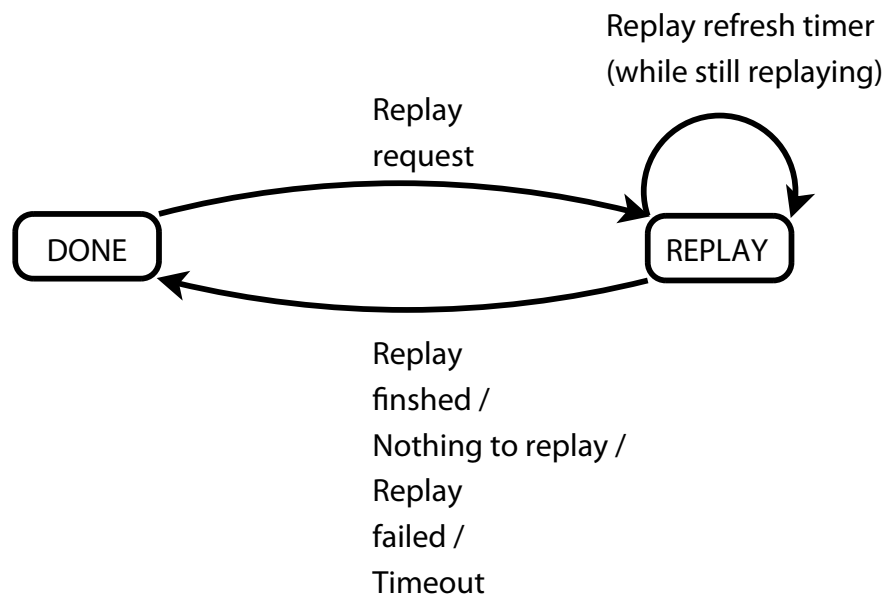 Replay refresh timer
(while still replaying)
Replay
request
DONE
REPLAY
Replay
finshed /
Nothing to replay /
Replay
failed /
Timeout